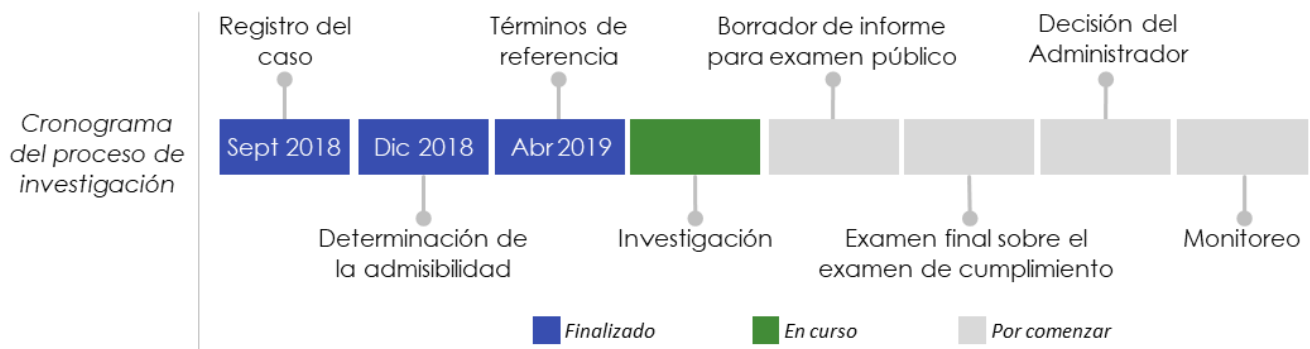 Registro del
caso
Términos de
referencia
Borrador de informe
para examen público
Decisión del
Administrador
Cronograma
del proceso de
investigación
Sept 2018
Dic 2018
Abr 2019
Determinación de
la admisibilidad
Investigación
Examen final sobre el
examen de cumplimiento
Monitoreo
Finalizado
En curso
Por comenzar